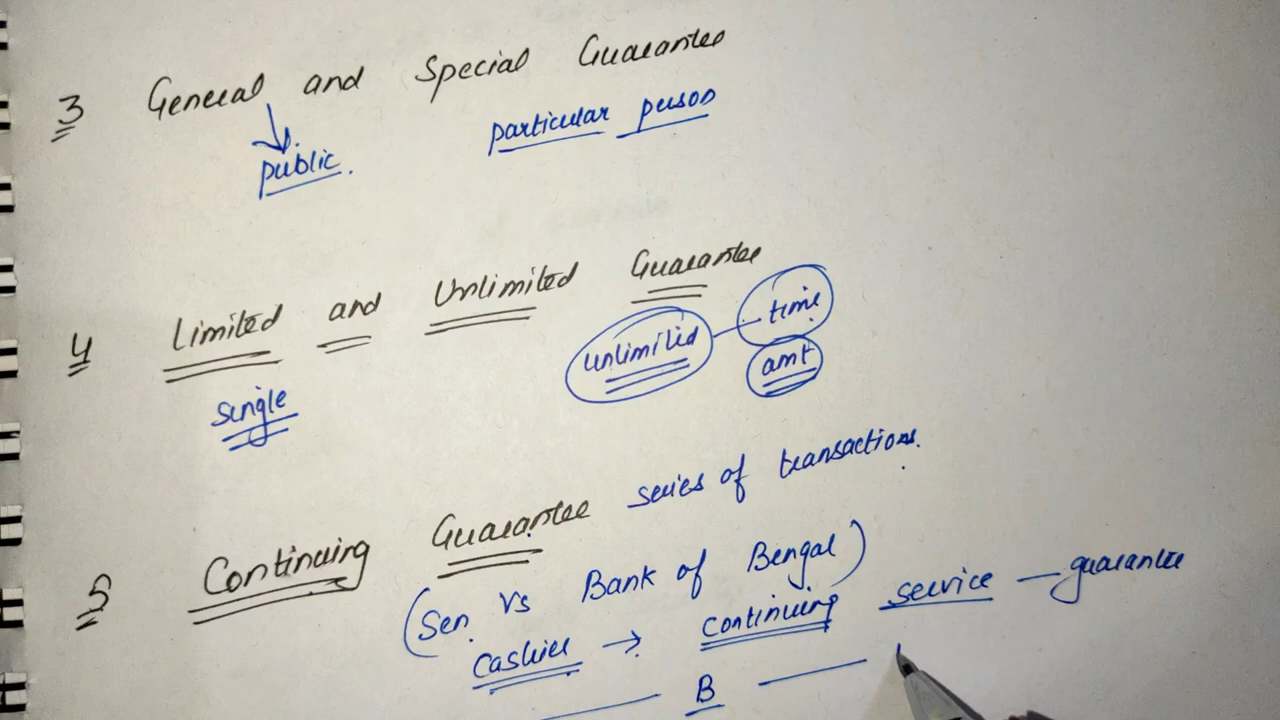 3 General and Special Guarantee
public. particular person
4 Limited and Unlimited Guarantee
single unlimited time
amt
5 Continuing Guarantee series of transactions.
(Sen vs Bank of Bengal)
Cashier → continuing service — guarantee
B